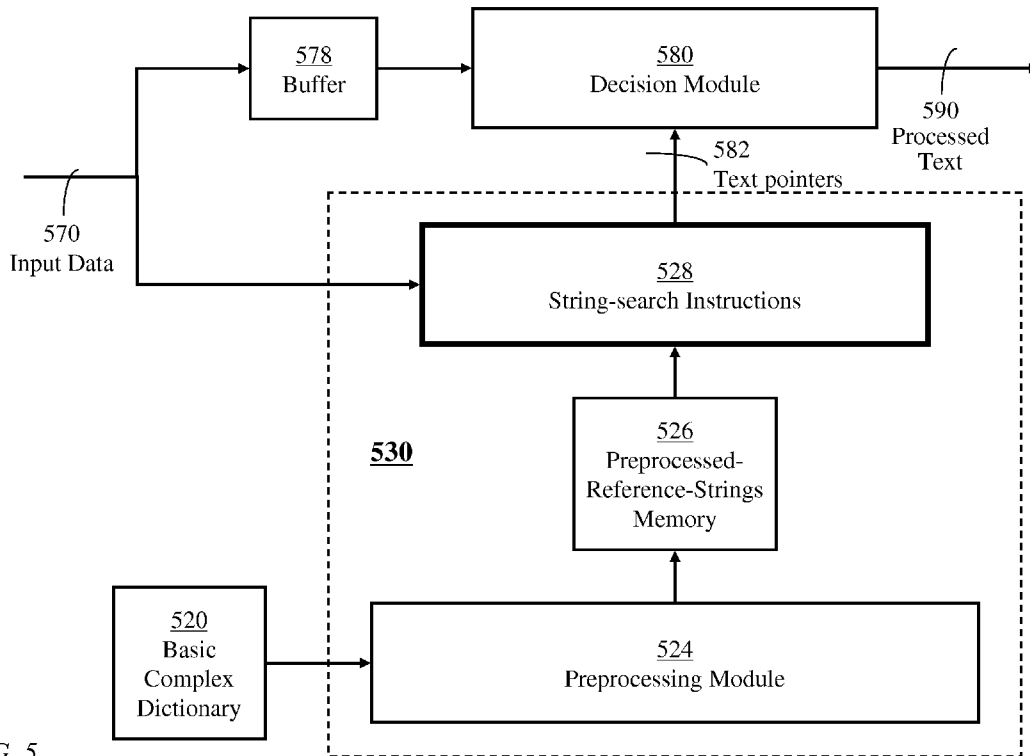 578
Buffer
580
Decision Module
590
Processed
Text
582
Text pointers
570
Input Data
528
String-search Instructions
530
526
Preprocessed-
Reference-Strings
Memory
520
Basic
Complex
Dictionary
524
Preprocessing Module
5